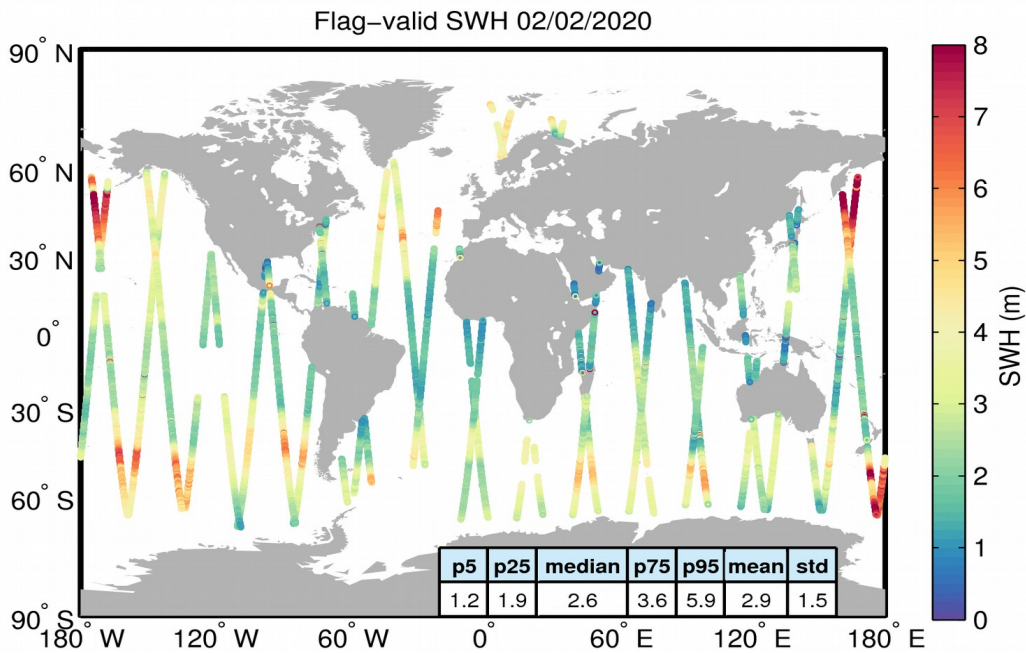 Flag−valid SWH 02/02/2020
90° N
60° N
30° N
0°
30° S
60° S
90° S
180° W
120° W
60° W
0°
60° E
120° E
180° E
p5 p25 median p75 p95 mean std
1.2 1.9 2.6 3.6 5.9 2.9 1.5
8
7
6
5
4
3
2
1
0
SWH (m)